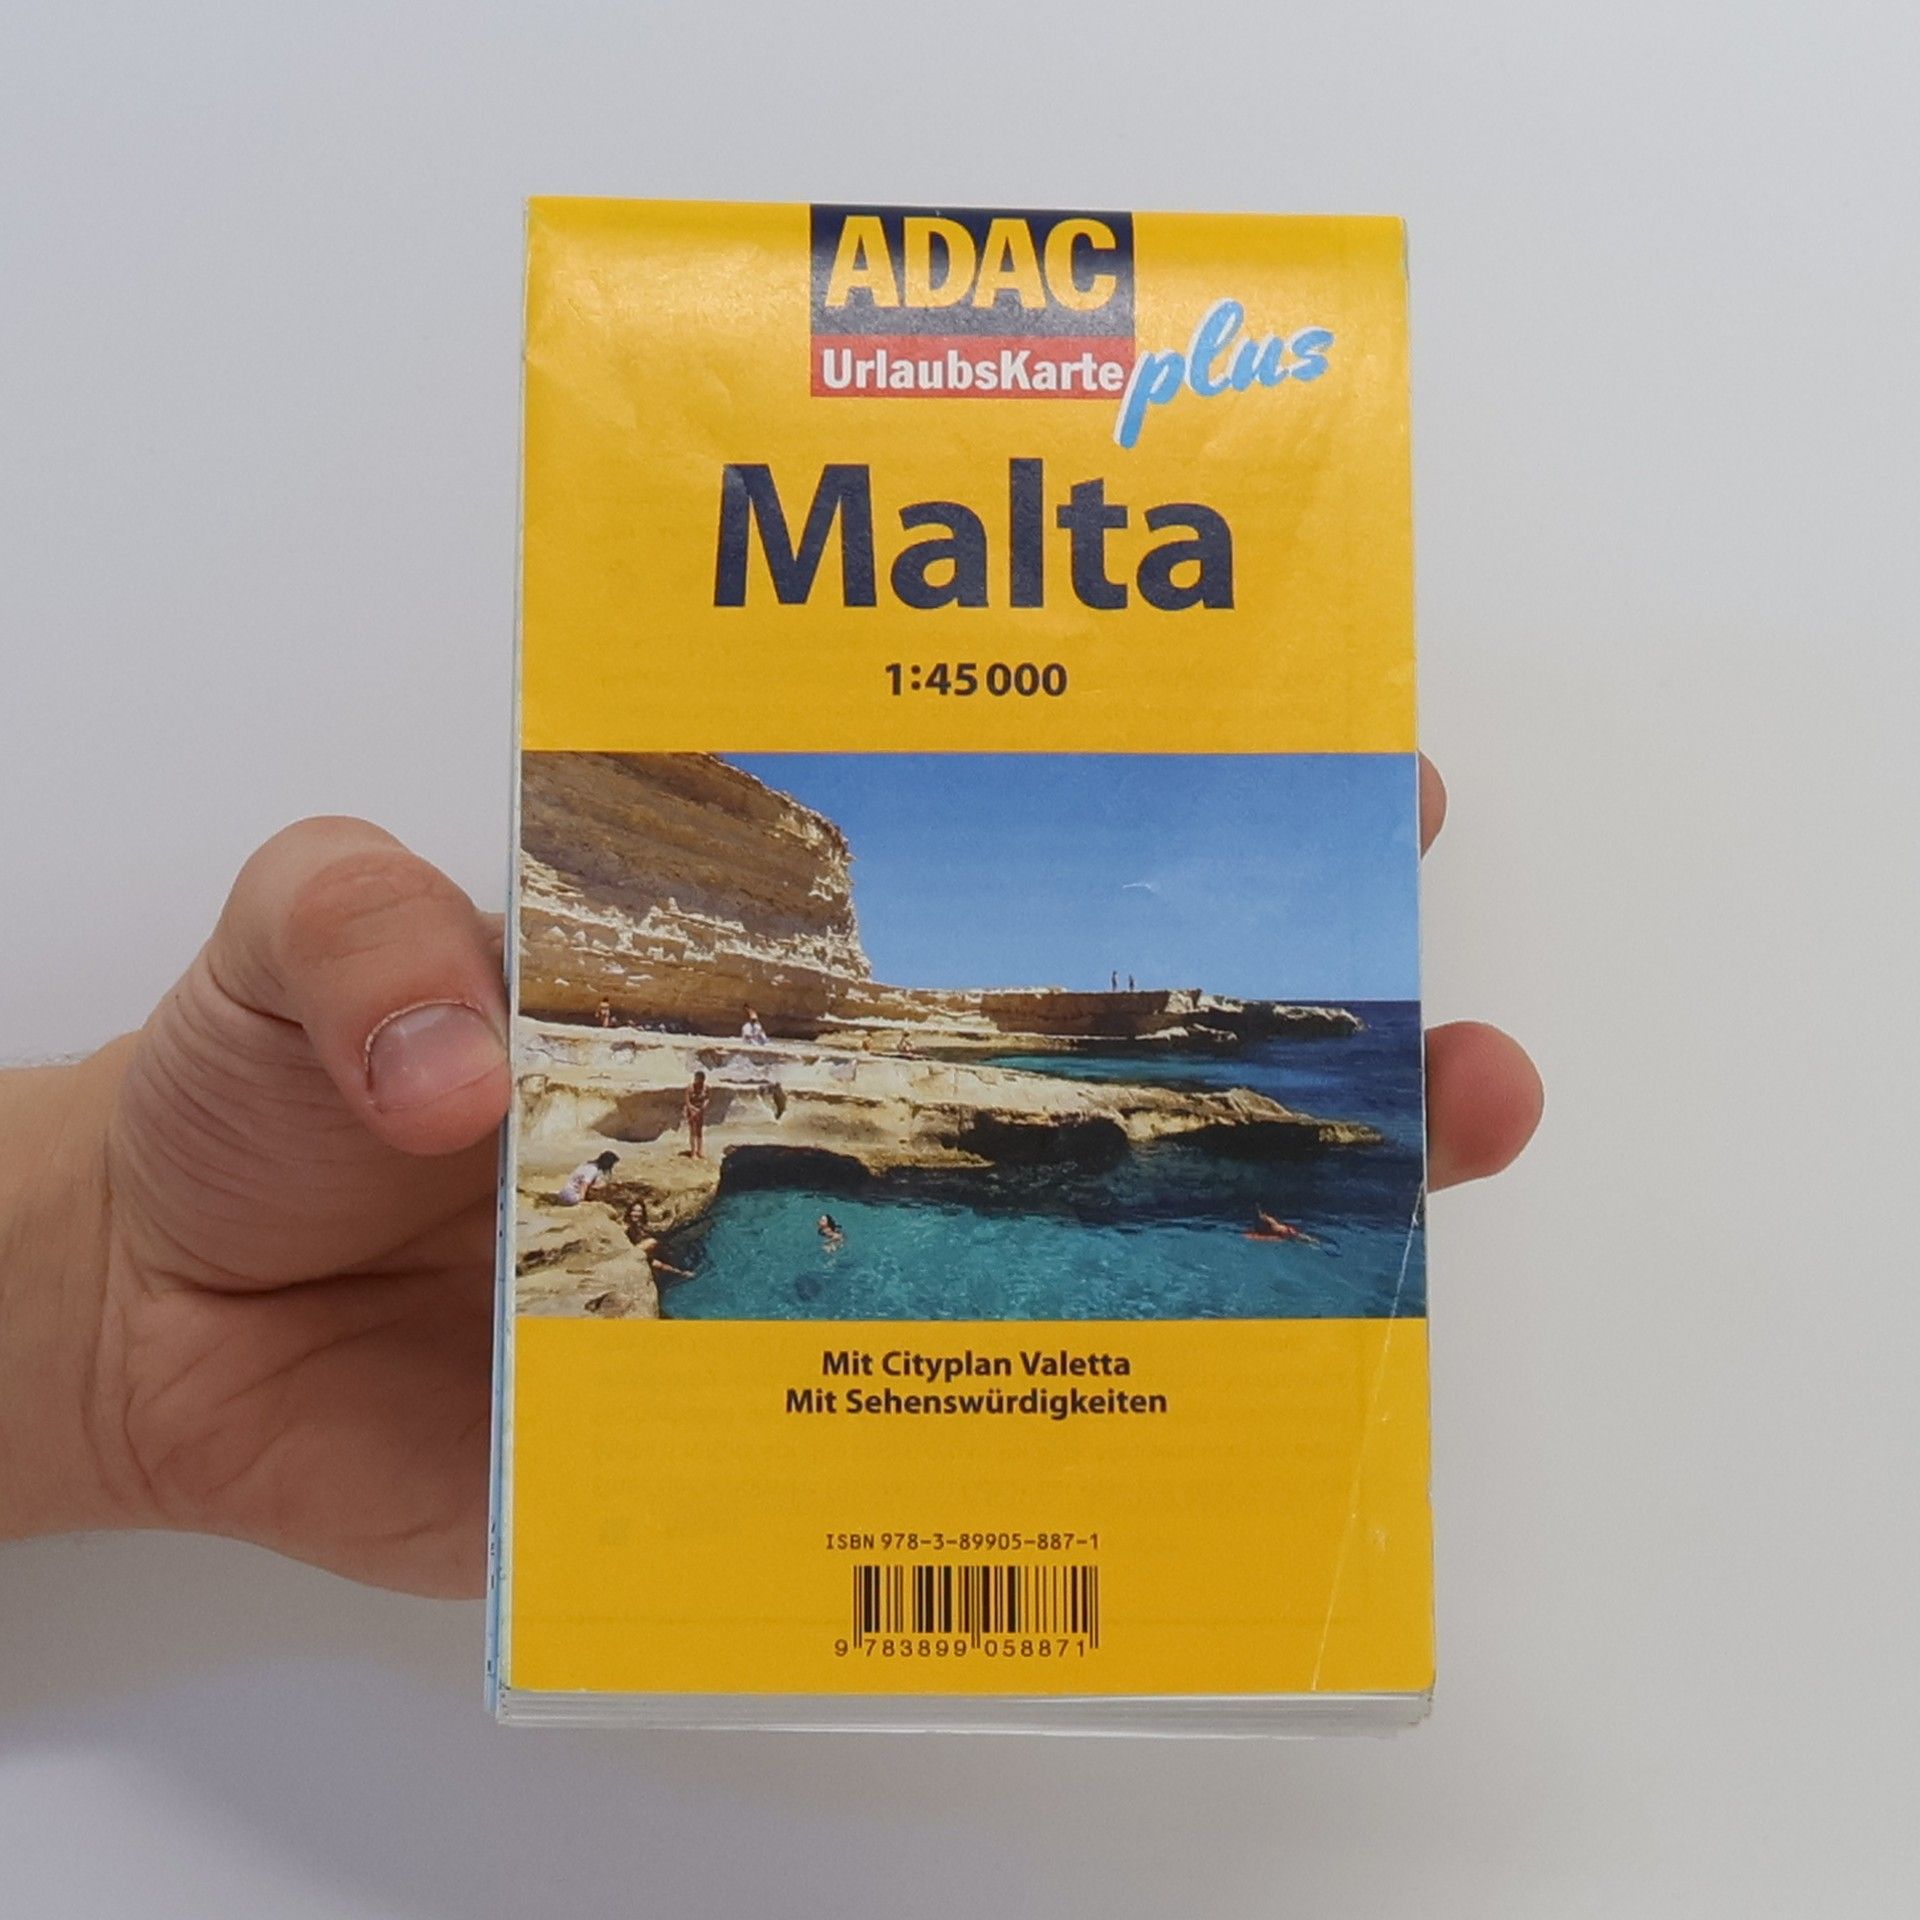 ADAC
UrlaubsKarte plus
Malta
1:45 000
Mit Cityplan Valetta
Mit Sehenswürdigkeiten
ISBN 978-3-89905-887-1
9 783899 058871